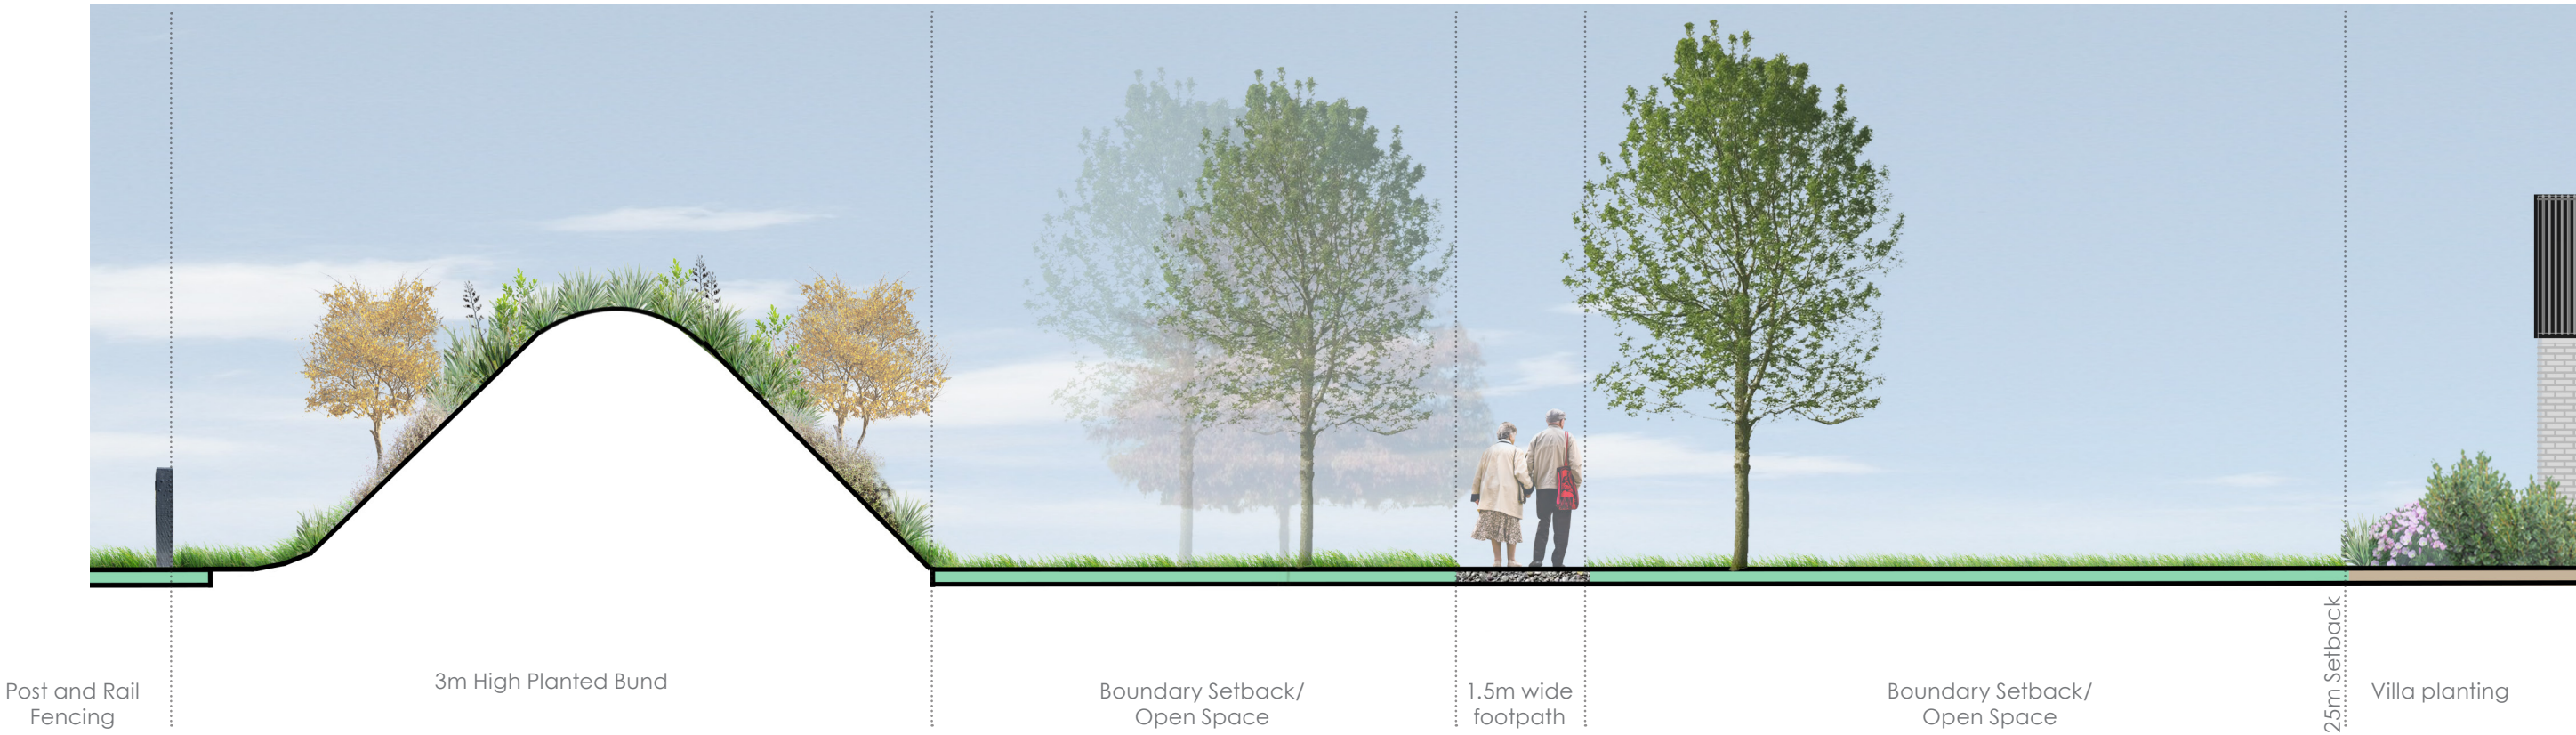 Post and Rail
Fencing
3m High Planted Bund
Boundary Setback/
Open Space
1.5m wide
footpath
Boundary Setback/
Open Space
25m Setback
Villa planting